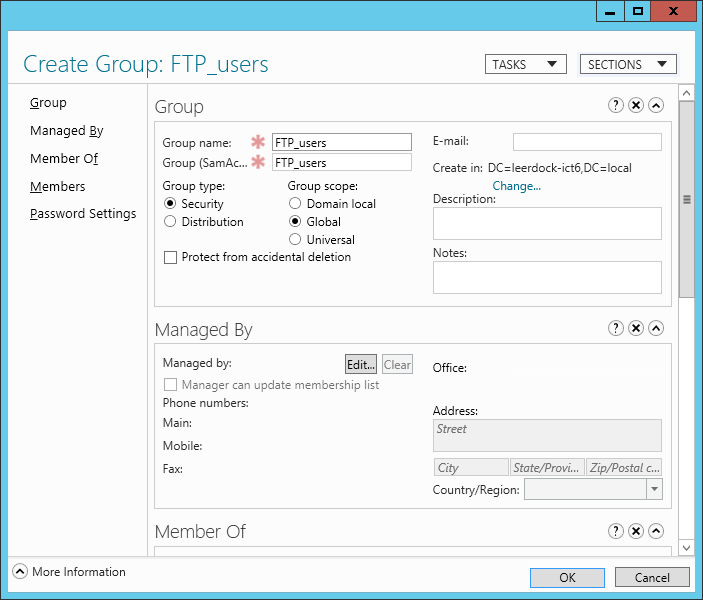 Create Group: FTP_users
TASKS
SECTIONS
Group
Managed By
Member Of
Members
Password Settings
Group
Group name: FTP_users
Group (SamAc... FTP_users
Group type:
Security
Distribution
Group scope:
Domain local
Global
Universal
Protect from accidental deletion
E-mail:
Create in: DC=leerdock-ict6,DC=local
Change...
Description:
Notes:
Managed By
Managed by: Edit... Clear
Manager can update membership list
Phone numbers:
Main:
Mobile:
Fax:
Office:
Address:
Street
City State/Provi... Zip/Postal c...
Country/Region:
Member Of
More Information
OK Cancel